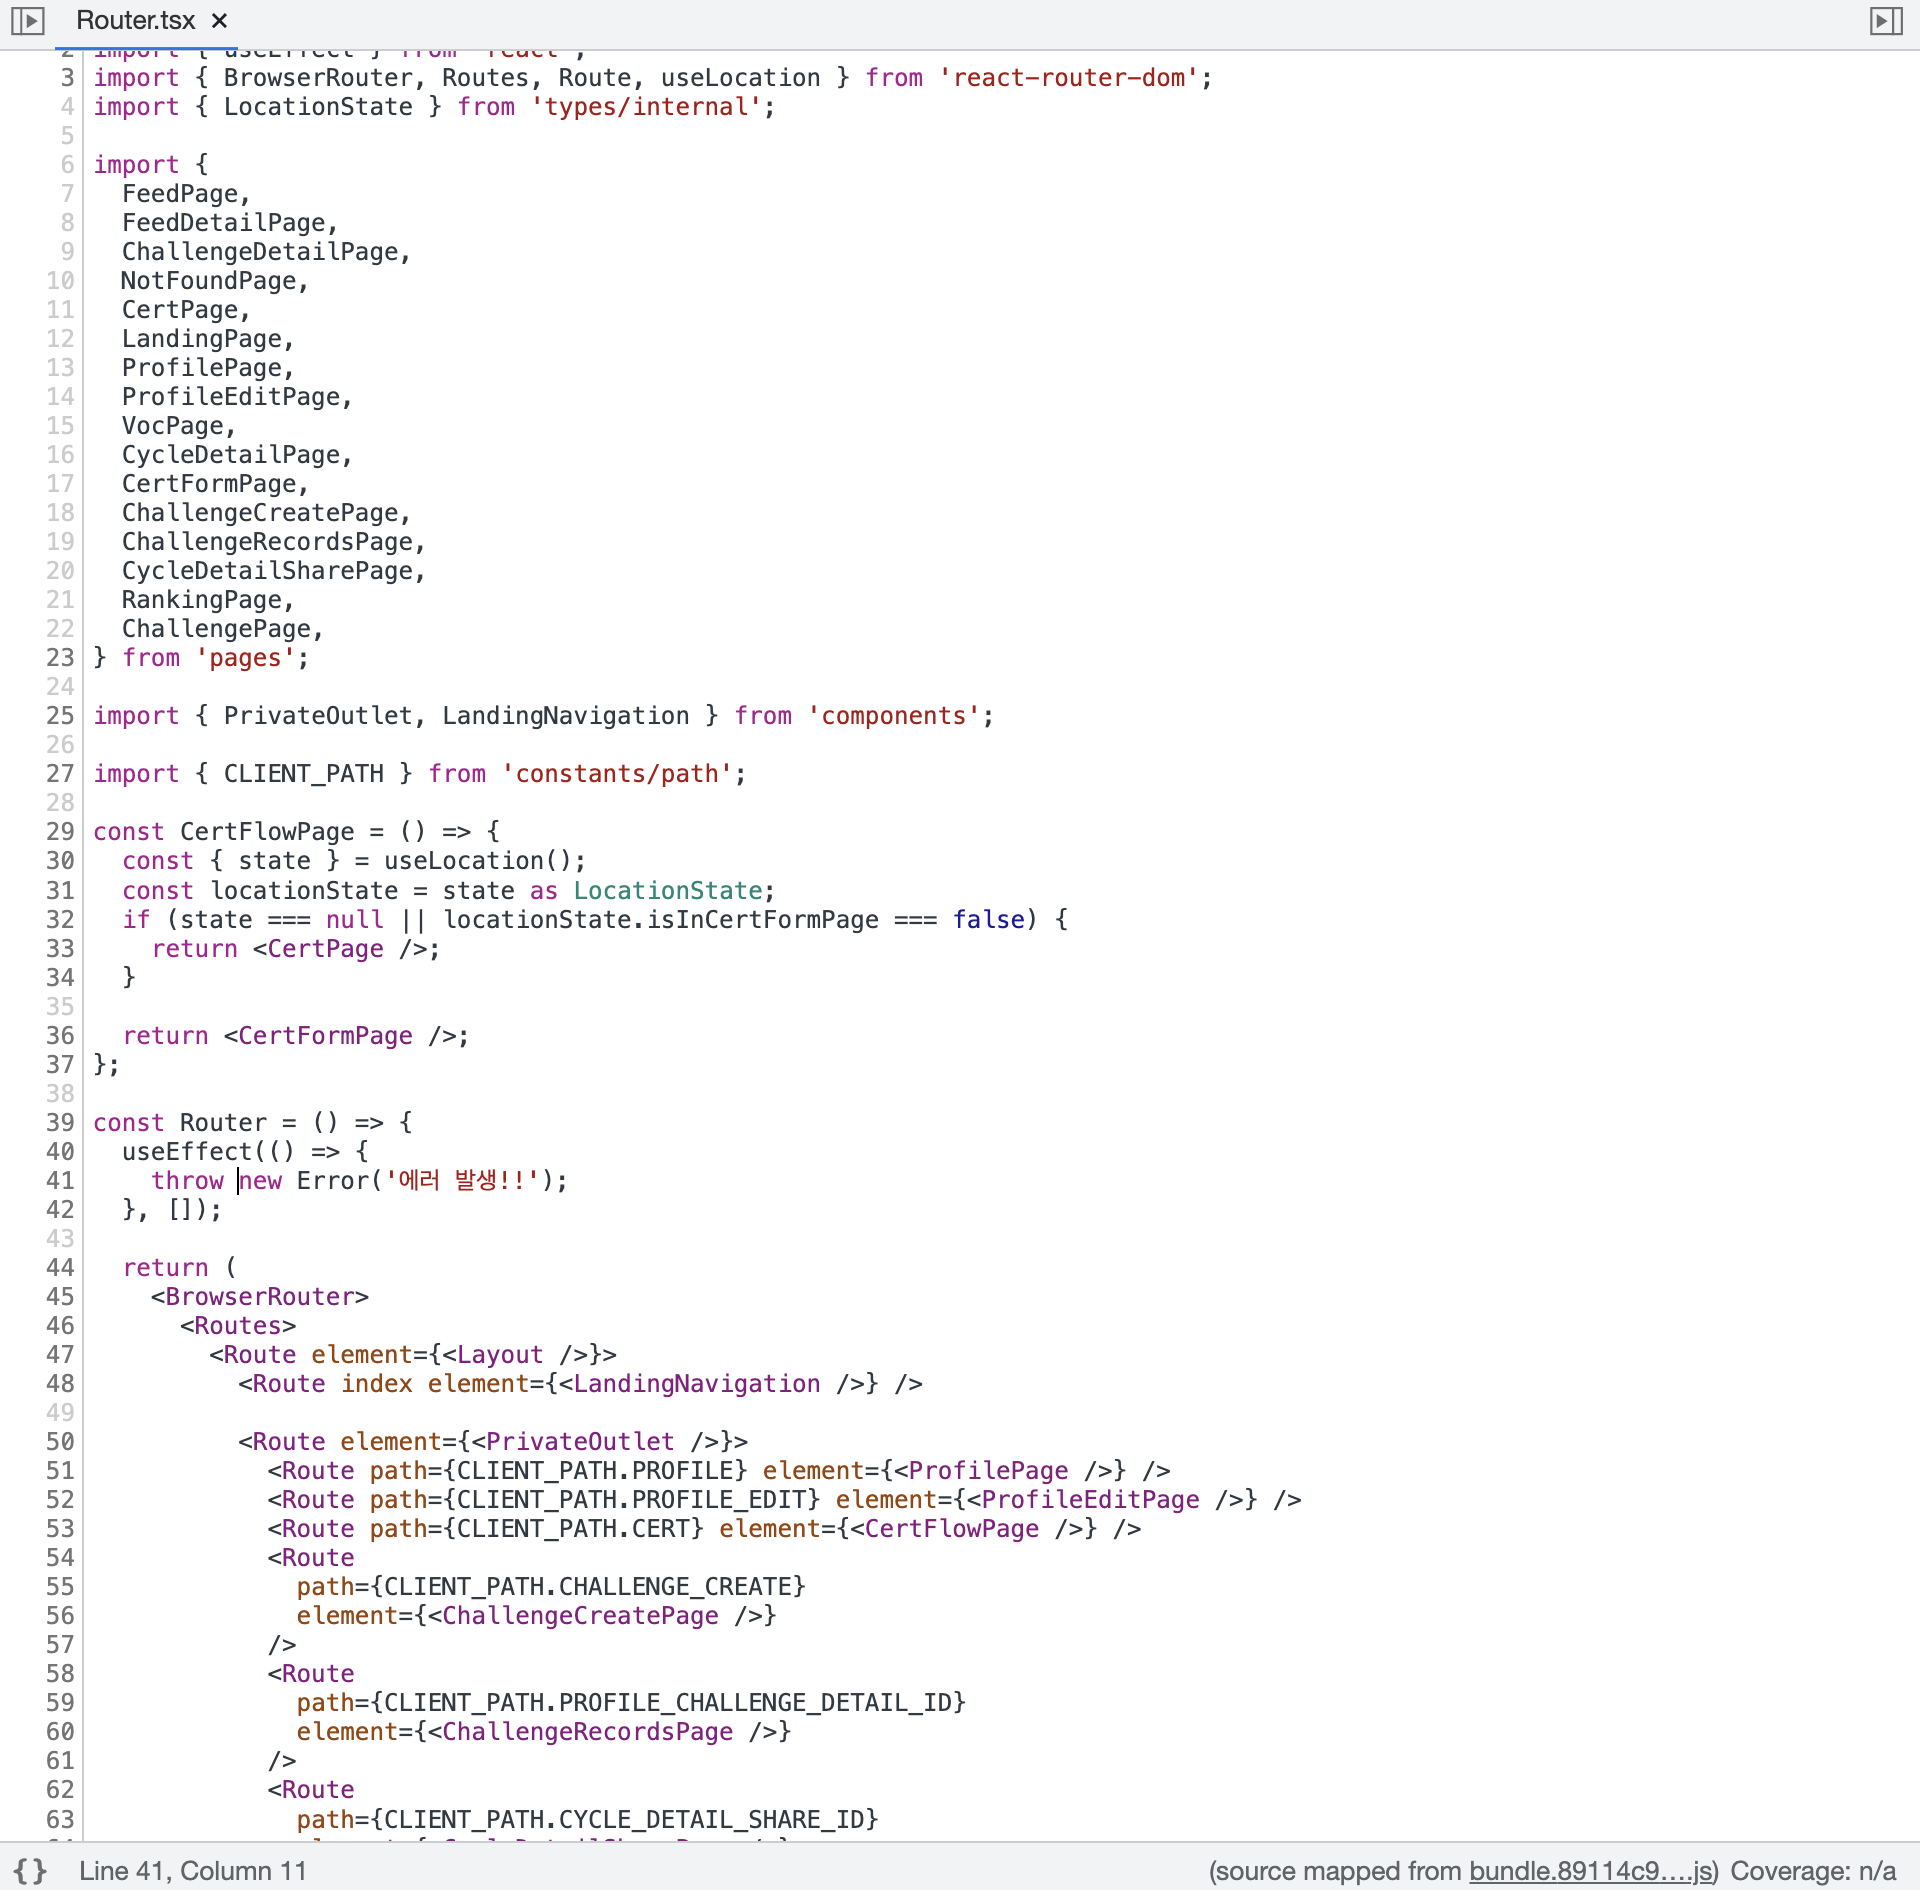 Router.tsx ×
2 import { useEffect } from 'react';
3 import { BrowserRouter, Routes, Route, useLocation } from 'react-router-dom';
4 import { LocationState } from 'types/internal';
5
6 import {
7   FeedPage,
8   FeedDetailPage,
9   ChallengeDetailPage,
10   NotFoundPage,
11   CertPage,
12   LandingPage,
13   ProfilePage,
14   ProfileEditPage,
15   VocPage,
16   CycleDetailPage,
17   CertFormPage,
18   ChallengeCreatePage,
19   ChallengeRecordsPage,
20   CycleDetailSharePage,
21   RankingPage,
22   ChallengePage,
23 } from 'pages';
24
25 import { PrivateOutlet, LandingNavigation } from 'components';
26
27 import { CLIENT_PATH } from 'constants/path';
28
29 const CertFlowPage = () => {
30   const { state } = useLocation();
31   const locationState = state as LocationState;
32   if (state === null || locationState.isInCertFormPage === false) {
33     return <CertPage />;
34   }
35
36   return <CertFormPage />;
37 };
38
39 const Router = () => {
40   useEffect(() => {
41     throw new Error('에러 발생!!');
42   }, []);
43
44   return (
45     <BrowserRouter>
46       <Routes>
47         <Route element={<Layout />}>
48           <Route index element={<LandingNavigation />} />
49
50           <Route element={<PrivateOutlet />}>
51             <Route path={CLIENT_PATH.PROFILE} element={<ProfilePage />} />
52             <Route path={CLIENT_PATH.PROFILE_EDIT} element={<ProfileEditPage />} />
53             <Route path={CLIENT_PATH.CERT} element={<CertFlowPage />} />
54             <Route
55               path={CLIENT_PATH.CHALLENGE_CREATE}
56               element={<ChallengeCreatePage />}
57             />
58             <Route
59               path={CLIENT_PATH.PROFILE_CHALLENGE_DETAIL_ID}
60               element={<ChallengeRecordsPage />}
61             />
62             <Route
63               path={CLIENT_PATH.CYCLE_DETAIL_SHARE_ID}
{} Line 41, Column 11 (source mapped from bundle.89114c9….js) Coverage: n/a